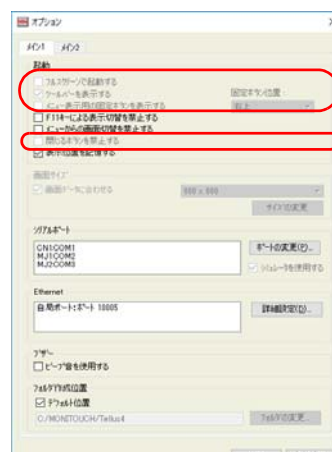 オプション
メイン1 メイン2
起動
フルスクリーンで起動する
ツールバーを表示する
固定ボタン位置:
メニュー表示用の固定ボタンを表示する
右上
F11キーによる表示切替を禁止する
メニューからの画面切替を禁止する
閉じるボタンを禁止する
表示位置を記憶する
画面サイズ
画面データに合わせる
サイズの変更
シリアルポート
CN1:COM1
MJ1:COM2
MJ2:COM3
ポートの変更(P)...
シミュレータを使用する
Ethernet
自局ポート:ポート 10005
詳細設定(D)...
ブザー
ビープ音を使用する
フォルダ作成位置
デフォルト位置
C:/MONITOUCH/Tellus4
フォルダの変更...